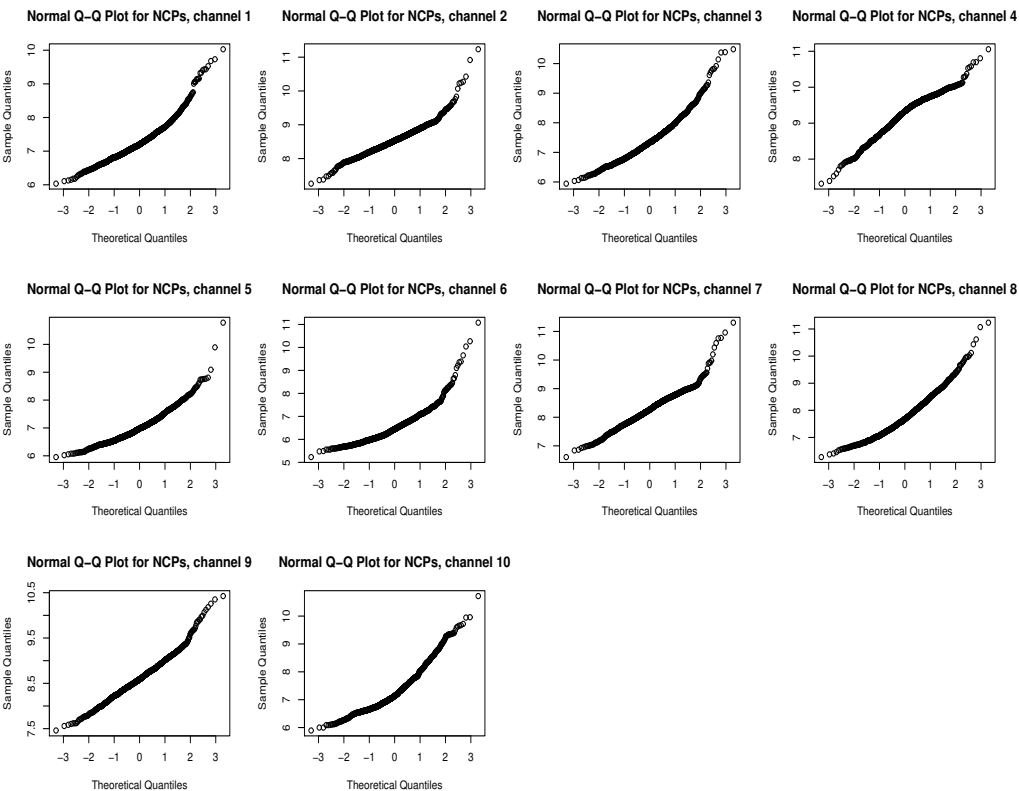 Normal Q−Q Plot for NCPs, channel 1
Sample Quantiles
6 7 8 9 10
−3 −2 −1 0 1 2 3
Theoretical Quantiles
Normal Q−Q Plot for NCPs, channel 2
Sample Quantiles
8 9 10 11
−3 −2 −1 0 1 2 3
Theoretical Quantiles
Normal Q−Q Plot for NCPs, channel 3
Sample Quantiles
6 7 8 9 10
−3 −2 −1 0 1 2 3
Theoretical Quantiles
Normal Q−Q Plot for NCPs, channel 4
Sample Quantiles
8 9 10 11
−3 −2 −1 0 1 2 3
Theoretical Quantiles
Normal Q−Q Plot for NCPs, channel 5
Sample Quantiles
6 7 8 9 10
−3 −2 −1 0 1 2 3
Theoretical Quantiles
Normal Q−Q Plot for NCPs, channel 6
Sample Quantiles
5 6 7 8 9 10 11
−3 −2 −1 0 1 2 3
Theoretical Quantiles
Normal Q−Q Plot for NCPs, channel 7
Sample Quantiles
7 8 9 10 11
−3 −2 −1 0 1 2 3
Theoretical Quantiles
Normal Q−Q Plot for NCPs, channel 8
Sample Quantiles
7 8 9 10 11
−3 −2 −1 0 1 2 3
Theoretical Quantiles
Normal Q−Q Plot for NCPs, channel 9
Sample Quantiles
7.5 8.5 9.5 10.5
−3 −2 −1 0 1 2 3
Theoretical Quantiles
Normal Q−Q Plot for NCPs, channel 10
Sample Quantiles
6 7 8 9 10
−3 −2 −1 0 1 2 3
Theoretical Quantiles